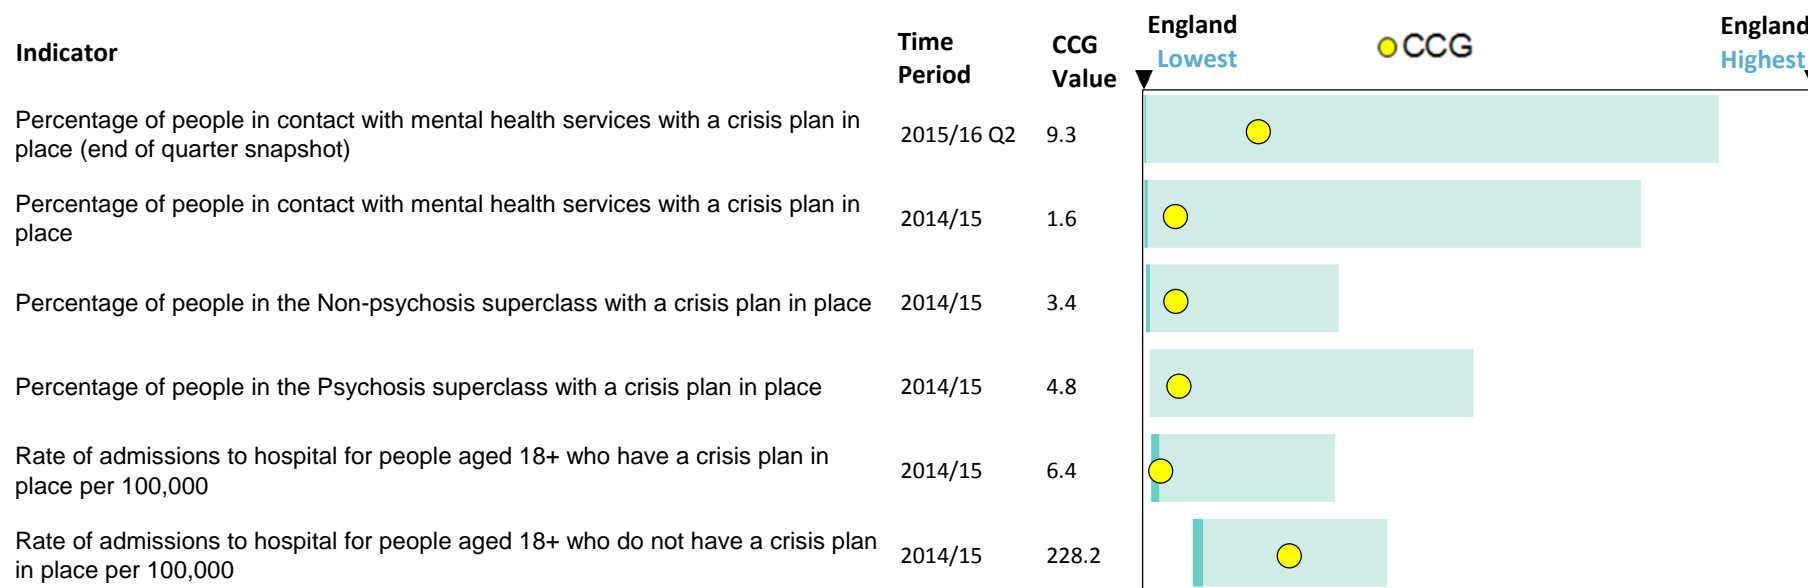 Indicator
Time
Period
CCG
Value
England
Lowest
CCG
England
Highest
Percentage of people in contact with mental health services with a crisis plan in
place (end of quarter snapshot)
2015/16 Q2
9.3
Percentage of people in contact with mental health services with a crisis plan in
place
2014/15
1.6
Percentage of people in the Non-psychosis superclass with a crisis plan in place
2014/15
3.4
Percentage of people in the Psychosis superclass with a crisis plan in place
2014/15
4.8
Rate of admissions to hospital for people aged 18+ who have a crisis plan in
place per 100,000
2014/15
6.4
Rate of admissions to hospital for people aged 18+ who do not have a crisis plan
in place per 100,000
2014/15
228.2